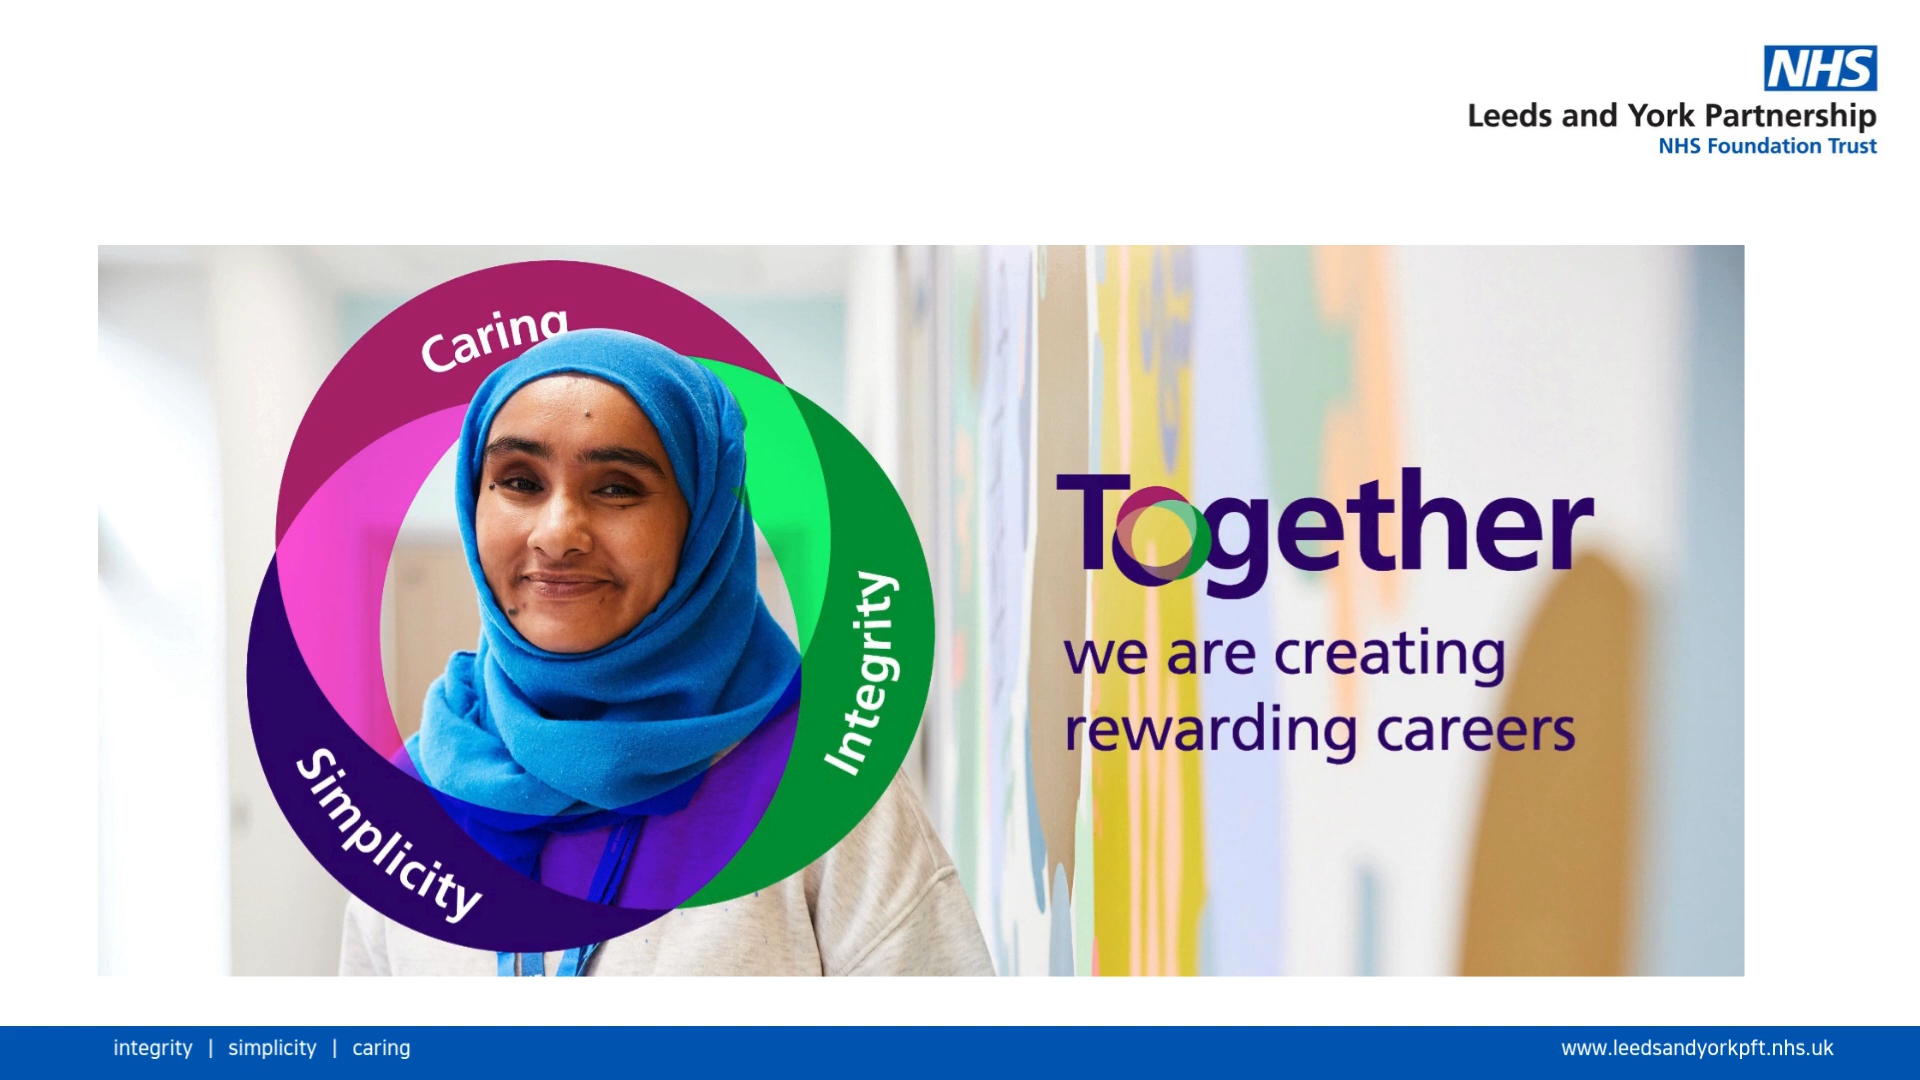 NHS
Leeds and York Partnership
NHS Foundation Trust
Caring
Integrity
Simplicity
Together
we are creating
rewarding careers
integrity | simplicity | caring
www.leedsandyorkpft.nhs.uk